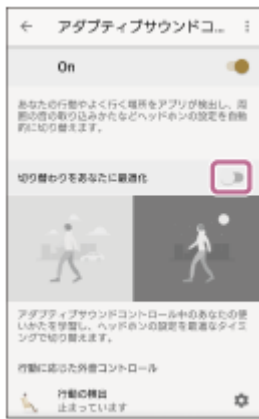 アダプティブサウンドコ...
On
あなたの行動やよく行く場所をアプリが検出し、周
囲の音の取り込みかたなどヘッドホンの設定を自動
的に切り替えます。
切り替わりをあなたに最適化
アダプティブサウンドコントロール中のあなたの使
いかたを学習し、ヘッドホンの設定を最適なタイミ
ングで切り替えます。
行動に応じた外音コントロール
行動の検出
止まっています